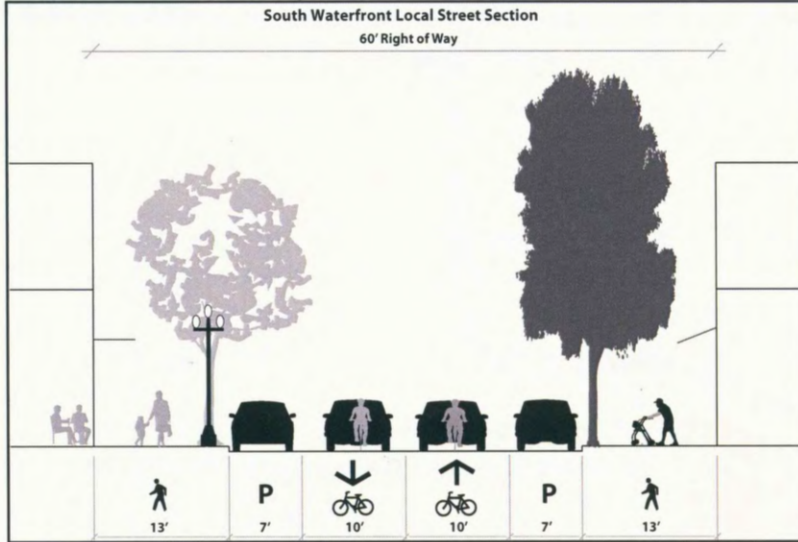 South Waterfront Local Street Section
60' Right of Way
P P
13' 7' 10' 10' 7' 13'